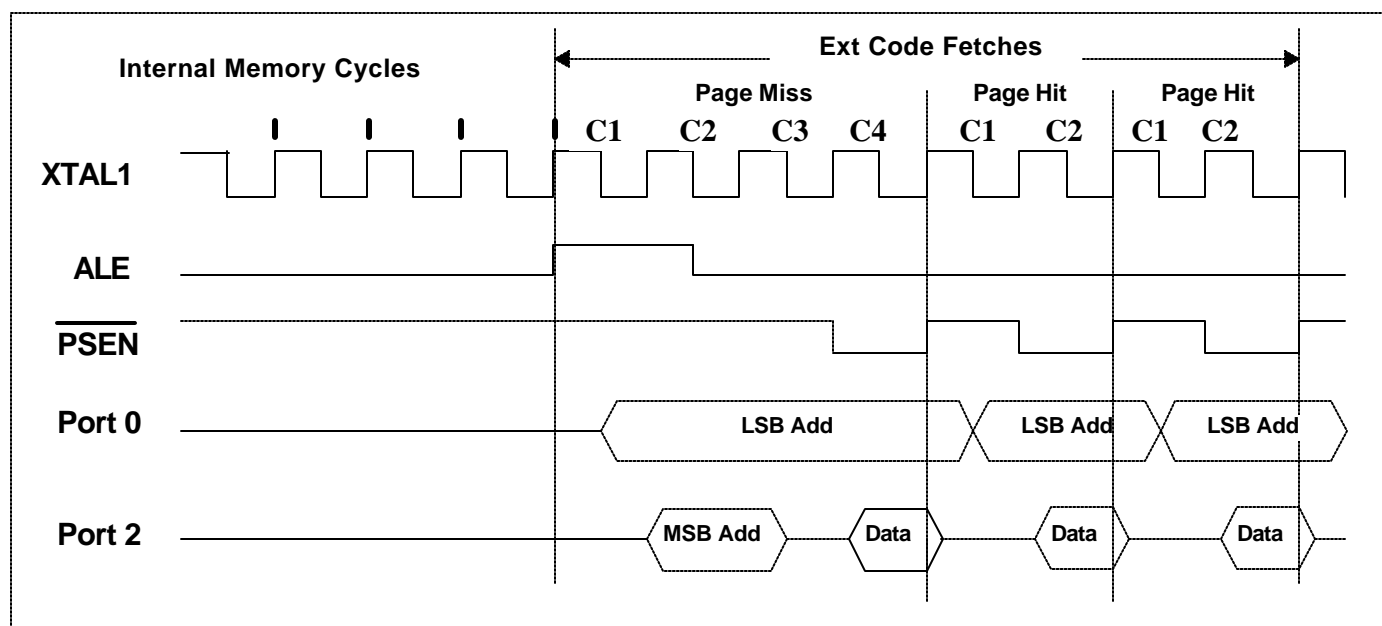 Ext Code Fetches
Internal Memory Cycles
Page Miss Page Hit Page Hit
C1 C2 C3 C4 C1 C2 C1 C2
XTAL1
ALE
PSEN
Port 0 LSB Add LSB Add LSB Add
Port 2 MSB Add Data Data Data